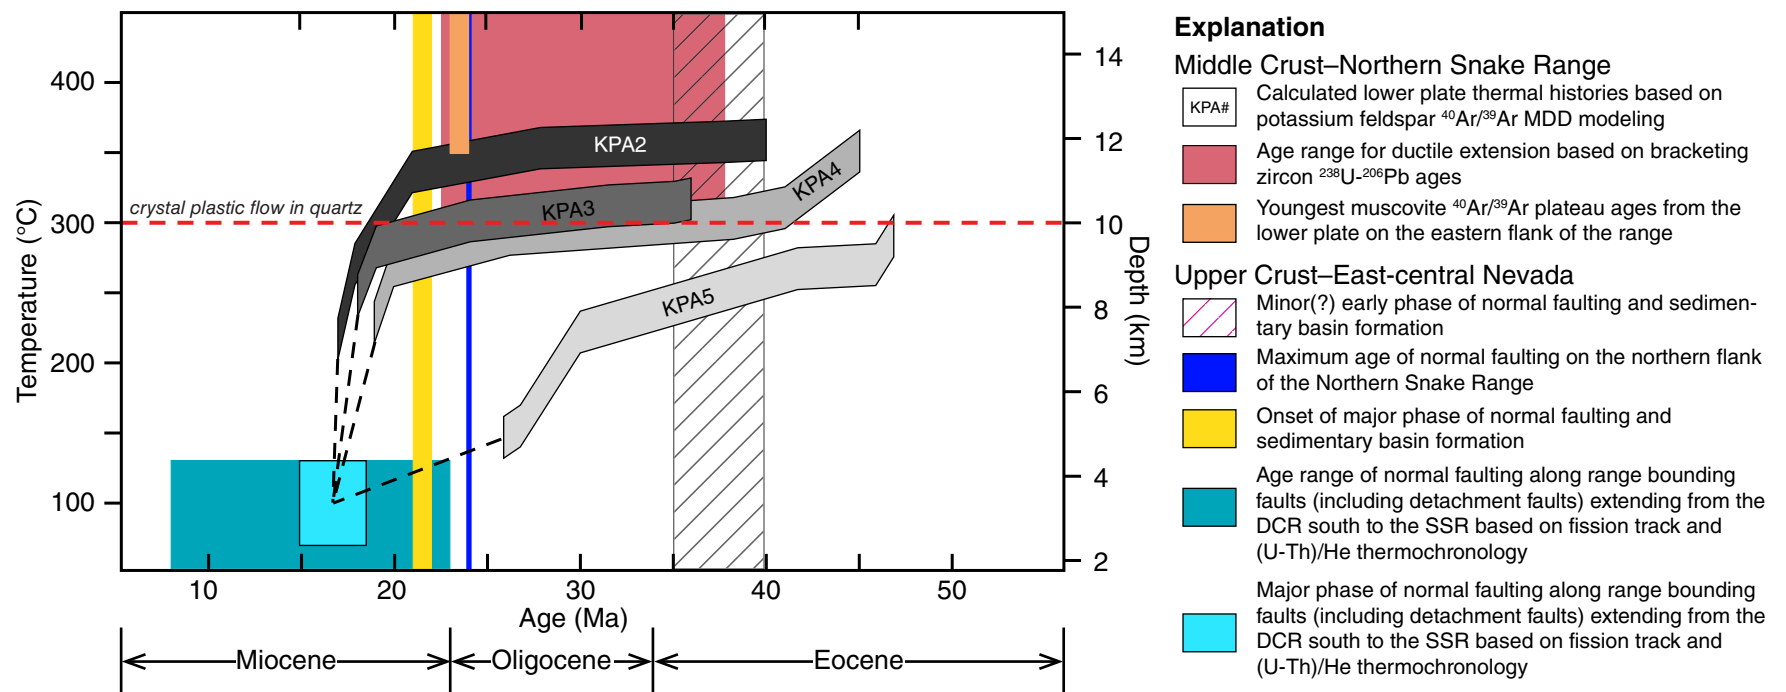 400
300
200
100
Temperature (°C)
crystal plastic flow in quartz
KPA2
KPA3
KPA4
KPA5
14
12
10
8
6
4
2
Depth (km)
10
20
30
40
50
Age (Ma)
Miocene
Oligocene
Eocene
Explanation
Middle Crust–Northern Snake Range
KPA#
Calculated lower plate thermal histories based on
potassium feldspar ⁴⁰Ar/³⁹Ar MDD modeling
Age range for ductile extension based on bracketing
zircon ²³⁸U-²⁰⁶Pb ages
Youngest muscovite ⁴⁰Ar/³⁹Ar plateau ages from the
lower plate on the eastern flank of the range
Upper Crust–East-central Nevada
Minor(?) early phase of normal faulting and sedimen-
tary basin formation
Maximum age of normal faulting on the northern flank
of the Northern Snake Range
Onset of major phase of normal faulting and
sedimentary basin formation
Age range of normal faulting along range bounding
faults (including detachment faults) extending from the
DCR south to the SSR based on fission track and
(U-Th)/He thermochronology
Major phase of normal faulting along range bounding
faults (including detachment faults) extending from the
DCR south to the SSR based on fission track and
(U-Th)/He thermochronology